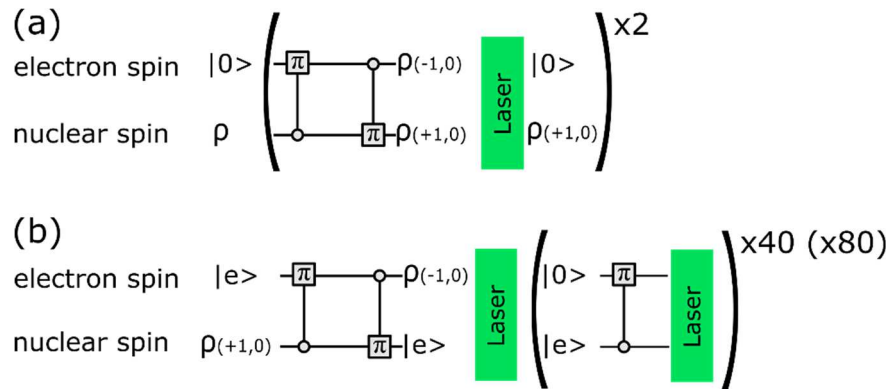 (a)
x2
electron spin |0> π ρ(-1,0) Laser |0>
nuclear spin ρ π ρ(+1,0) ρ(+1,0)
(b)
x40 (x80)
electron spin |e> π ρ(-1,0) Laser |0> π Laser
nuclear spin ρ(+1,0) π |e> |e>